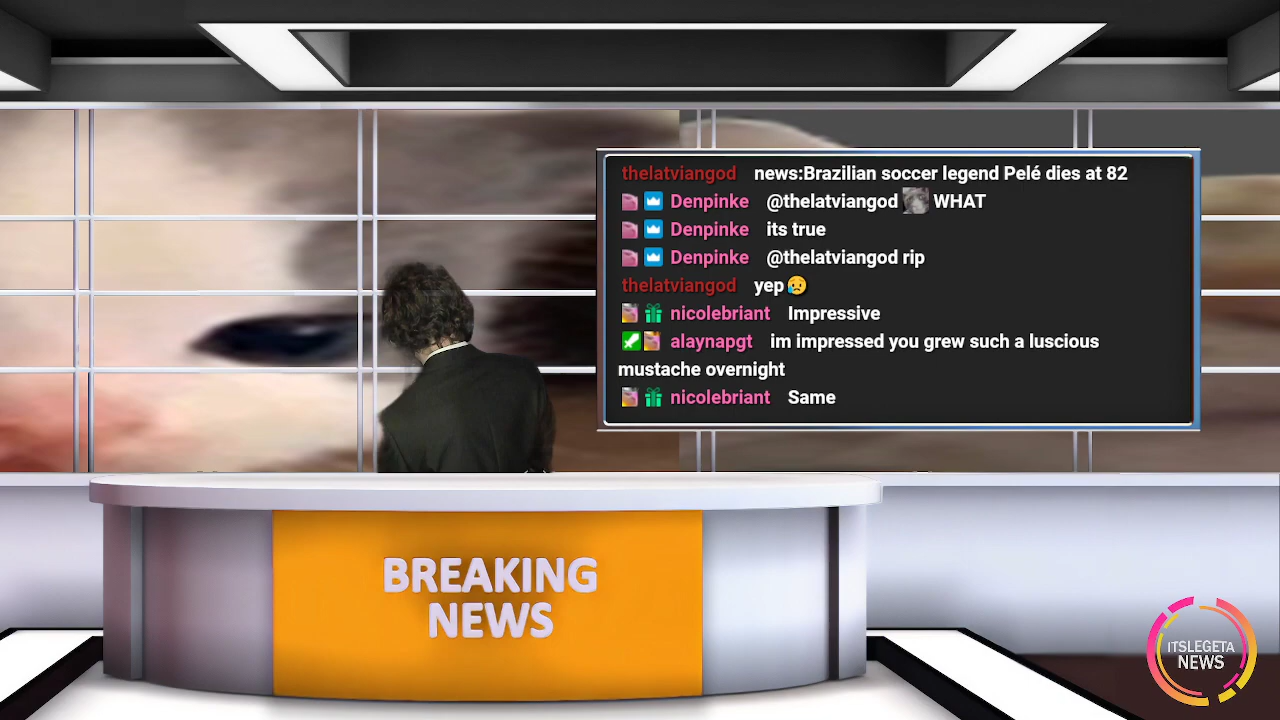 thelatviangod news:Brazilian soccer legend Pelé dies at 82
Denpinke @thelatviangod WHAT
Denpinke its true
Denpinke @thelatviangod rip
thelatviangod yep😥
nicolebriant Impressive
alaynapgt im impressed you grew such a luscious
mustache overnight
nicolebriant Same
BREAKING
NEWS
ITSLEGETA
NEWS